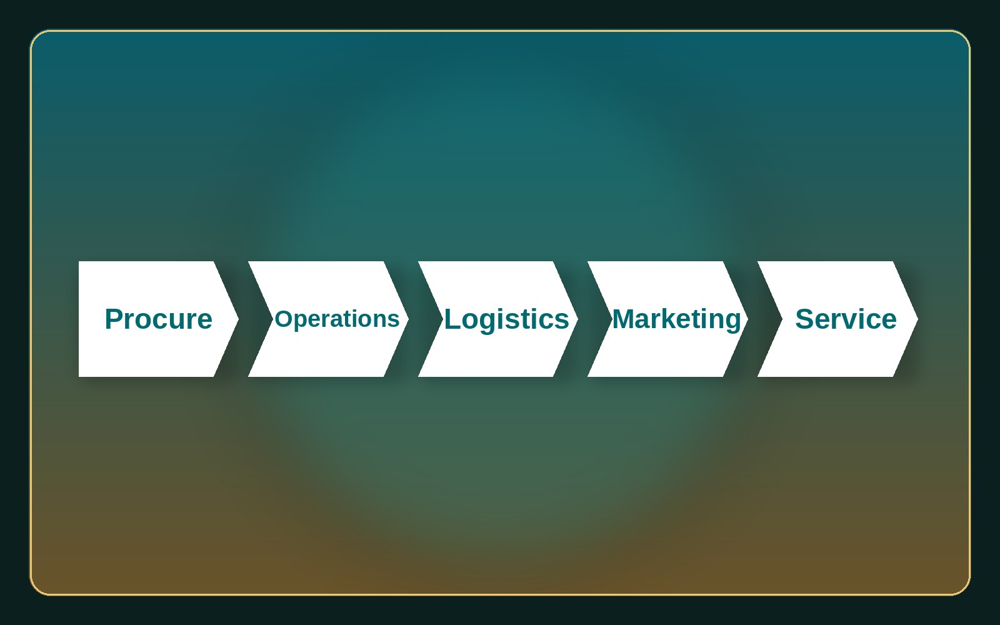 Procure
Operations
Logistics
Marketing
Service